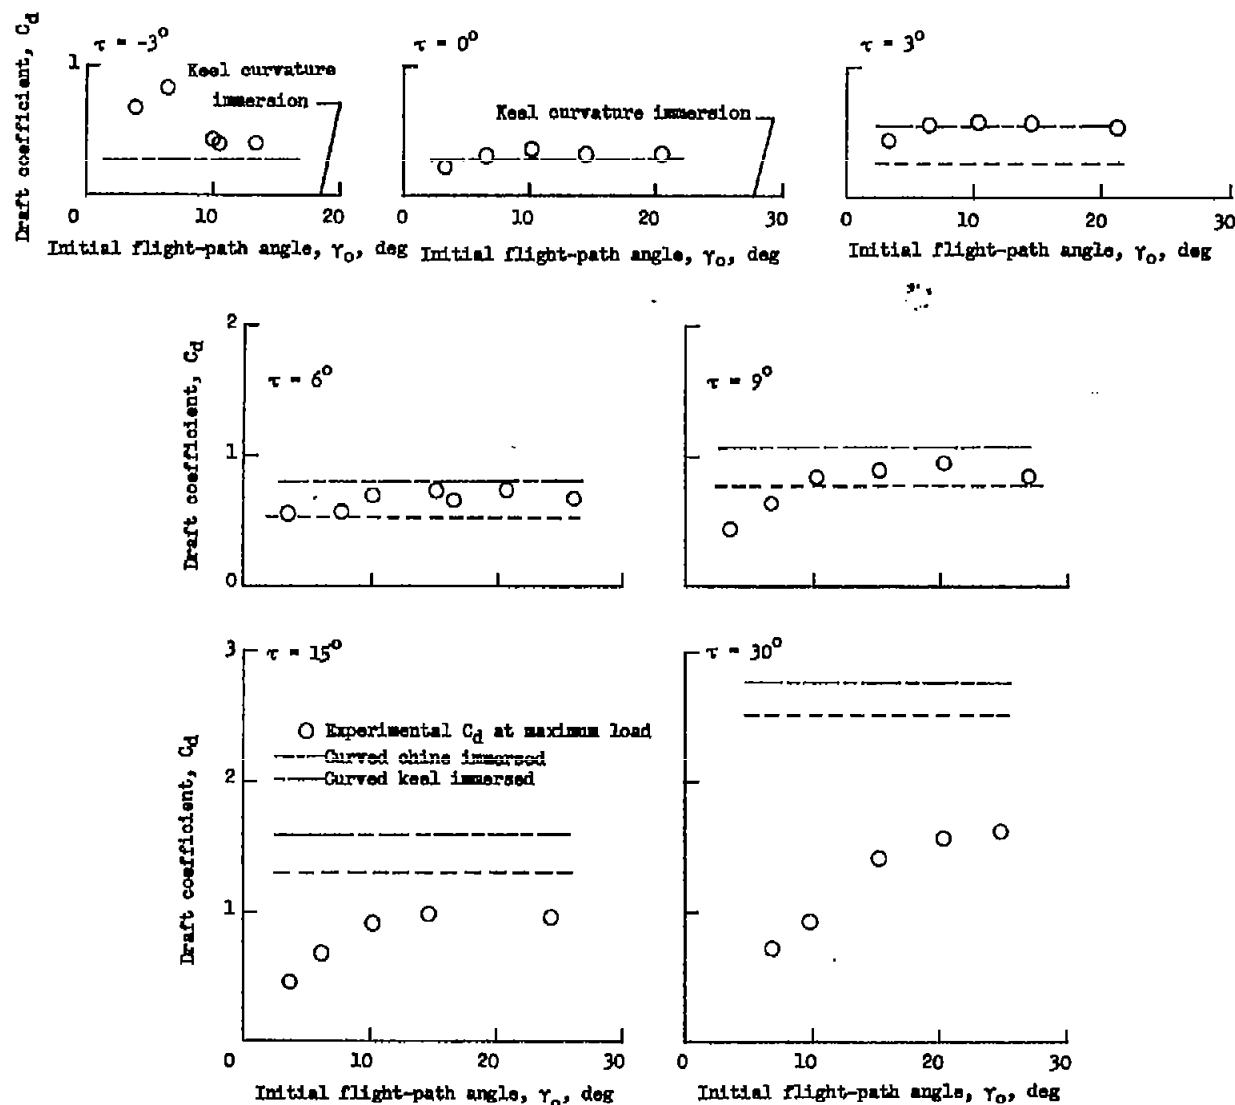 Draft coefficient, Cd
τ = -3°
Keel curvature
immersion
1
0
10
20
Initial flight-path angle, γo, deg
τ = 0°
Keel curvature immersion
0
10
20
30
Initial flight-path angle, γo, deg
τ = 3°
0
10
20
30
Initial flight-path angle, γo, deg
Draft coefficient, Cd
2
1
0
τ = 6°
τ = 9°
Draft coefficient, Cd
3
2
1
τ = 15°
Experimental Cd at maximum load
Curved chine immersed
Curved keel immersed
0
10
20
30
Initial flight-path angle, γo, deg
τ = 30°
0
10
20
30
Initial flight-path angle, γo, deg